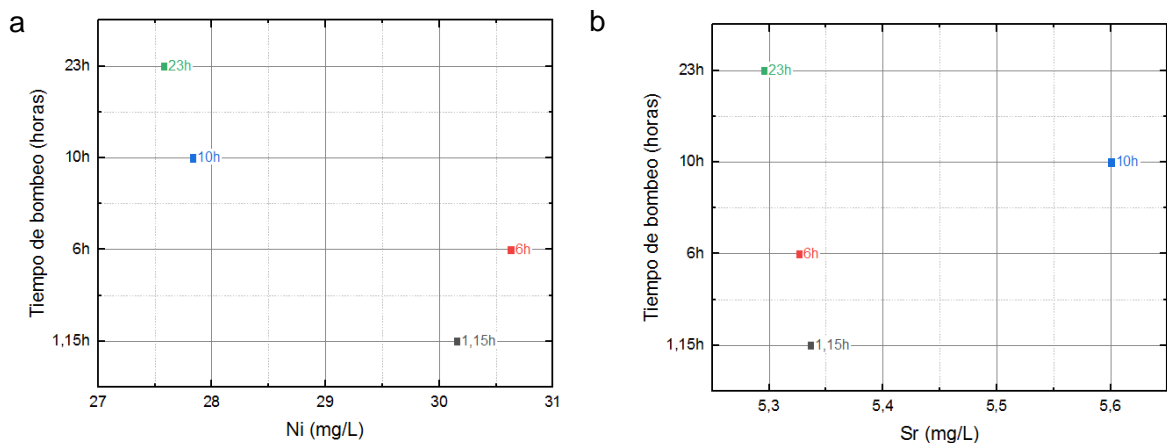 a
Tiempo de bombeo (horas)
23h
10h
6h
1,15h
23h
10h
6h
1,15h
27 28 29 30 31
Ni (mg/L)
b
Tiempo de bombeo (horas)
23h
10h
6h
1,15h
23h
10h
6h
1,15h
5,3 5,4 5,5 5,6
Sr (mg/L)